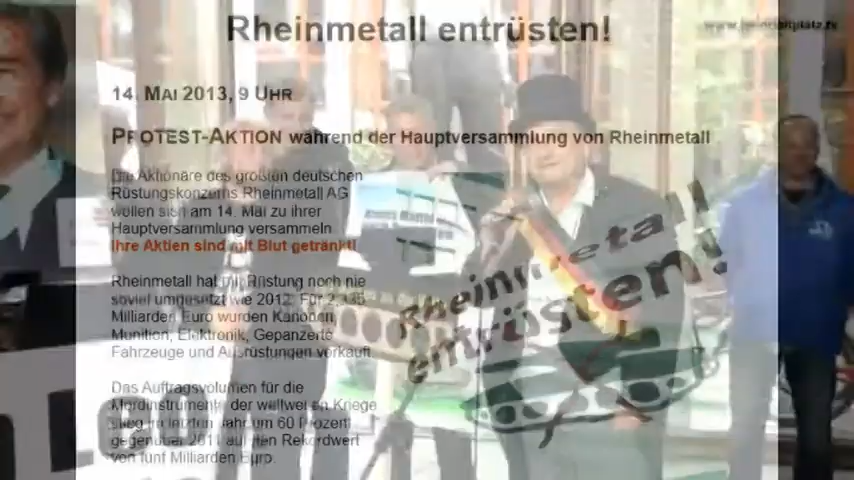 Rheinmetall entrüsten!
14. MAI 2013, 9 UHR
PROTEST-AKTION während der Hauptversammlung von Rheinmetall
Die Aktionäre des größten deutschen
Rüstungskonzerns Rheinmetall AG
wollen sich am 14. Mai zu ihrer
Hauptversammlung versammeln.
Ihre Aktien sind mit Blut getränkt!
Rheinmetall hat mit Rüstung noch nie
soviel umgesetzt wie 2012: Für
Milliarden Euro wurden Kanonen,
Munition, Elektronik, Gepanzerte
Fahrzeuge und Ausrüstungen verkauft.
Das Auftragsvolumen für die
Mordinstrumente der weltweiten Kriege
stieg im letzten Jahr um 60 Prozent
gegenüber 2011 auf den Rekordwert
von fünf Milliarden Euro.
Rheinmetall
entrüsten!